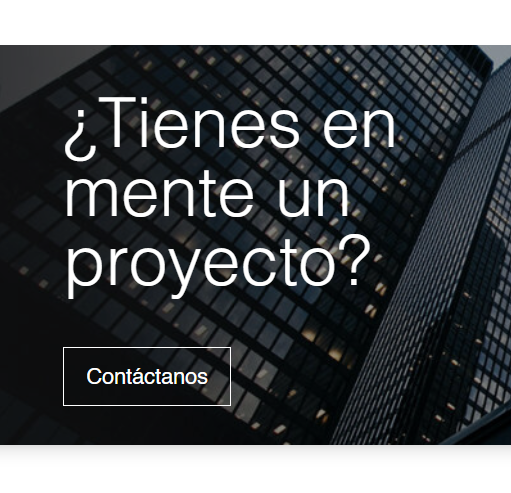 ¿Tienes en
mente un
proyecto?
Contáctanos